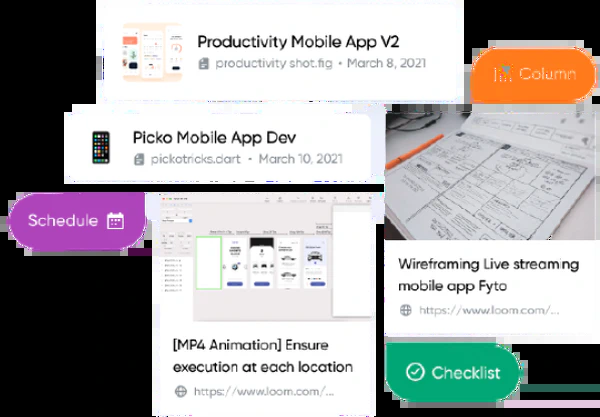 Productivity Mobile App V2
productivity shot.fig • March 8, 2021
Column
Picko Mobile App Dev
pickotricks.dart • March 10, 2021
Schedule
Wireframing Live streaming
mobile app Fyto
https://www.loom.com/...
[MP4 Animation] Ensure
execution at each location
https://www.loom.com/...
Checklist